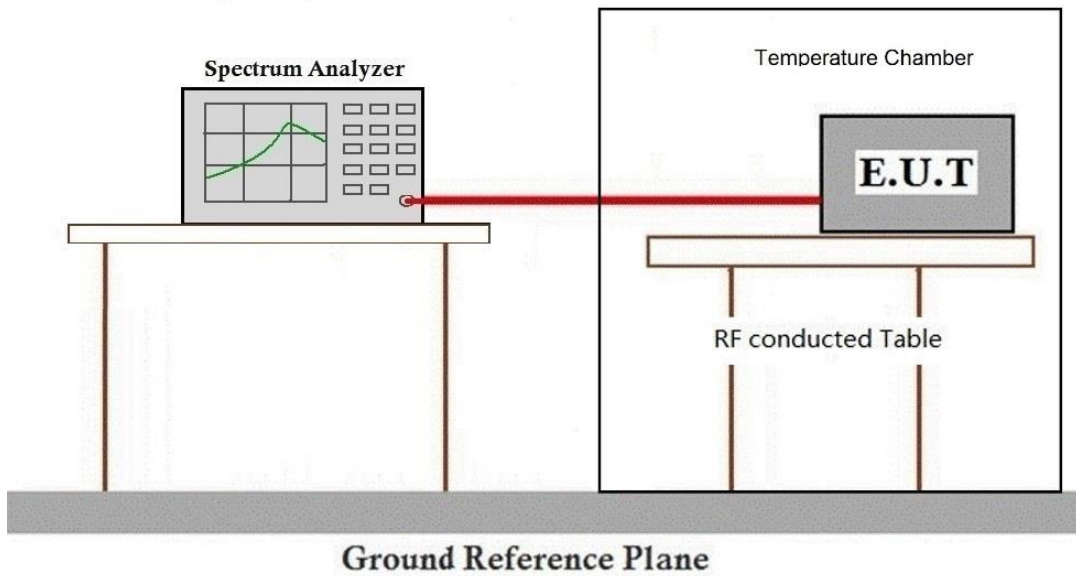 Temperature Chamber
Spectrum Analyzer
E.U.T
RF conducted Table
Ground Reference Plane